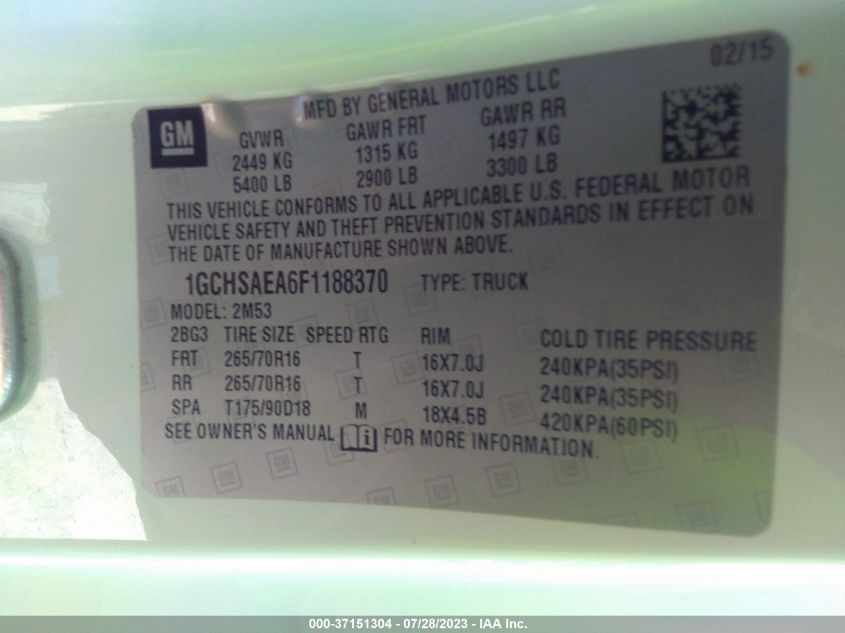 02/15
MFD BY GENERAL MOTORS LLC
GM
GVWR GAWR FRT GAWR RR
2449 KG 1315 KG 1497 KG
5400 LB 2900 LB 3300 LB
THIS VEHICLE CONFORMS TO ALL APPLICABLE U.S. FEDERAL MOTOR
VEHICLE SAFETY AND THEFT PREVENTION STANDARDS IN EFFECT ON
THE DATE OF MANUFACTURE SHOWN ABOVE.
1GCHSAEA6F1188370 TYPE: TRUCK
MODEL: 2M53
2BG3 TIRE SIZE SPEED RTG RIM COLD TIRE PRESSURE
FRT 265/70R16 T 16X7.0J 240KPA(35PSI)
RR 265/70R16 T 16X7.0J 240KPA(35PSI)
SPA T175/90D18 M 18X4.5B 420KPA(60PSI)
SEE OWNER'S MANUAL i FOR MORE INFORMATION.
000-37151304 - 07/28/2023 - IAA Inc.